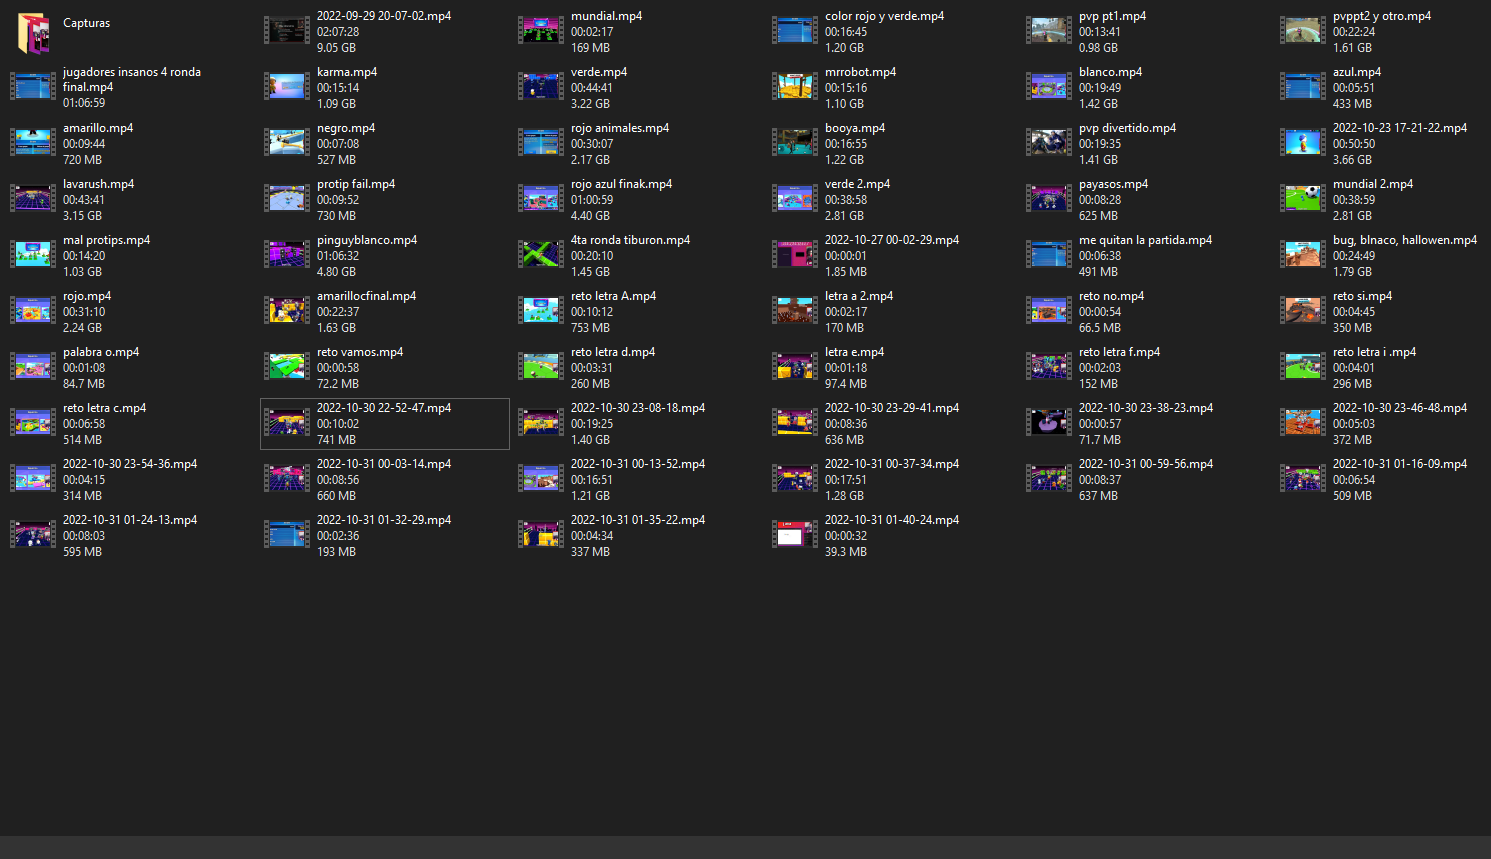 Capturas
2022-09-29 20-07-02.mp4
02:07:28
9.05 GB
mundial.mp4
00:02:17
169 MB
color rojo y verde.mp4
00:16:45
1.20 GB
pvp pt1.mp4
00:13:41
0.98 GB
pvppt2 y otro.mp4
00:22:24
1.61 GB
jugadores insanos 4 ronda
final.mp4
01:06:59
karma.mp4
00:15:14
1.09 GB
verde.mp4
00:44:41
3.22 GB
mrrobot.mp4
00:15:16
1.10 GB
blanco.mp4
00:19:49
1.42 GB
azul.mp4
00:05:51
433 MB
amarillo.mp4
00:09:44
720 MB
negro.mp4
00:07:08
527 MB
rojo animales.mp4
00:30:07
2.17 GB
booya.mp4
00:16:55
1.22 GB
pvp divertido.mp4
00:19:35
1.41 GB
2022-10-23 17-21-22.mp4
00:50:50
3.66 GB
lavarush.mp4
00:43:41
3.15 GB
protip fail.mp4
00:09:52
730 MB
rojo azul finak.mp4
01:00:59
4.40 GB
verde 2.mp4
00:38:58
2.81 GB
payasos.mp4
00:08:28
625 MB
mundial 2.mp4
00:38:59
2.81 GB
mal protips.mp4
00:14:20
1.03 GB
pinguyblanco.mp4
01:06:32
4.80 GB
4ta ronda tiburon.mp4
00:20:10
1.45 GB
2022-10-27 00-02-29.mp4
00:00:01
1.85 MB
me quitan la partida.mp4
00:06:38
491 MB
bug, blnaco, hallowen.mp4
00:24:49
1.79 GB
rojo.mp4
00:31:10
2.24 GB
amarillocfinal.mp4
00:22:37
1.63 GB
reto letra A.mp4
00:10:12
753 MB
letra a 2.mp4
00:02:17
170 MB
reto no.mp4
00:00:54
66.5 MB
reto si.mp4
00:04:45
350 MB
palabra o.mp4
00:01:08
84.7 MB
reto vamos.mp4
00:00:58
72.2 MB
reto letra d.mp4
00:03:31
260 MB
letra e.mp4
00:01:18
97.4 MB
reto letra f.mp4
00:02:03
152 MB
reto letra i .mp4
00:04:01
296 MB
reto letra c.mp4
00:06:58
514 MB
2022-10-30 22-52-47.mp4
00:10:02
741 MB
2022-10-30 23-08-18.mp4
00:19:25
1.40 GB
2022-10-30 23-29-41.mp4
00:08:36
636 MB
2022-10-30 23-38-23.mp4
00:00:57
71.7 MB
2022-10-30 23-46-48.mp4
00:05:03
372 MB
2022-10-30 23-54-36.mp4
00:04:15
314 MB
2022-10-31 00-03-14.mp4
00:08:56
660 MB
2022-10-31 00-13-52.mp4
00:16:51
1.21 GB
2022-10-31 00-37-34.mp4
00:17:51
1.28 GB
2022-10-31 00-59-56.mp4
00:08:37
637 MB
2022-10-31 01-16-09.mp4
00:06:54
509 MB
2022-10-31 01-24-13.mp4
00:08:03
595 MB
2022-10-31 01-32-29.mp4
00:02:36
193 MB
2022-10-31 01-35-22.mp4
00:04:34
337 MB
2022-10-31 01-40-24.mp4
00:00:32
39.3 MB